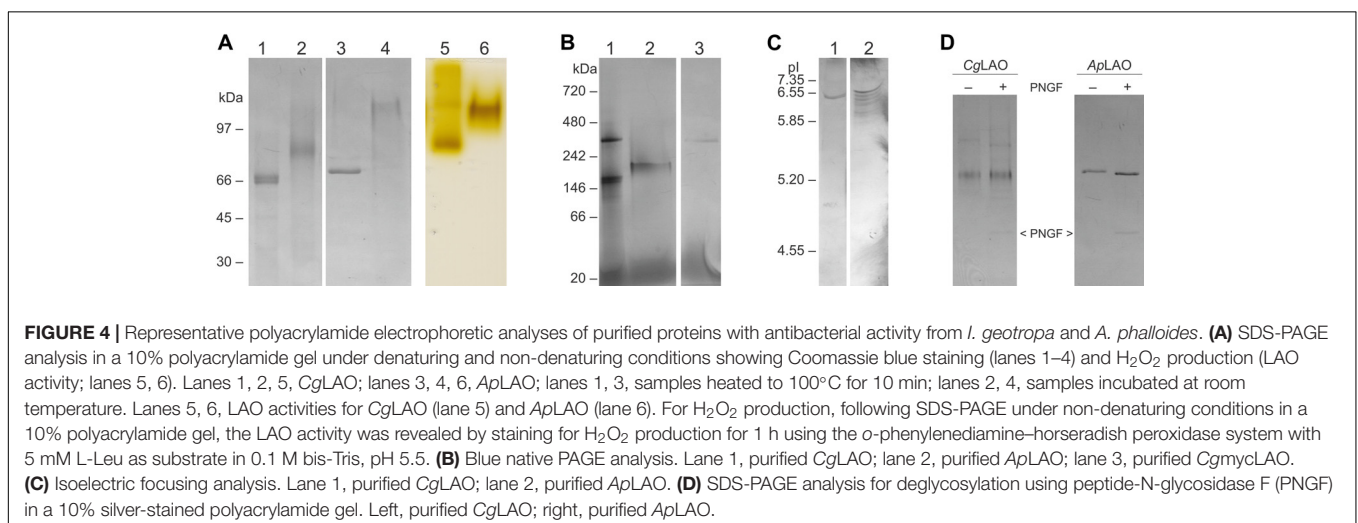 A B C D
1 2 3 4 5 6
1 2 3
1 2
CgLAO ApLAO
– + PNGF – +
kDa
97 –
66 –
45 –
30 –
kDa
720 –
480 –
242 –
146 –
66 –
20 –
pI
7.35 –
6.55 –
5.85 –
5.20 –
4.55 –
< PNGF >
FIGURE 4 | Representative polyacrylamide electrophoretic analyses of purified proteins with antibacterial activity from I. geotropa and A. phalloides. (A) SDS-PAGE
analysis in a 10% polyacrylamide gel under denaturing and non-denaturing conditions showing Coomassie blue staining (lanes 1–4) and H₂O₂ production (LAO
activity; lanes 5, 6). Lanes 1, 2, 5, CgLAO; lanes 3, 4, 6, ApLAO; lanes 1, 3, samples heated to 100°C for 10 min; lanes 2, 4, samples incubated at room
temperature. Lanes 5, 6, LAO activities for CgLAO (lane 5) and ApLAO (lane 6). For H₂O₂ production, following SDS-PAGE under non-denaturing conditions in a
10% polyacrylamide gel, the LAO activity was revealed by staining for H₂O₂ production for 1 h using the o-phenylenediamine–horseradish peroxidase system with
5 mM L-Leu as substrate in 0.1 M bis-Tris, pH 5.5. (B) Blue native PAGE analysis. Lane 1, purified CgLAO; lane 2, purified ApLAO; lane 3, purified CgmycLAO.
(C) Isoelectric focusing analysis. Lane 1, purified CgLAO; lane 2, purified ApLAO. (D) SDS-PAGE analysis for deglycosylation using peptide-N-glycosidase F (PNGF)
in a 10% silver-stained polyacrylamide gel. Left, purified CgLAO; right, purified ApLAO.